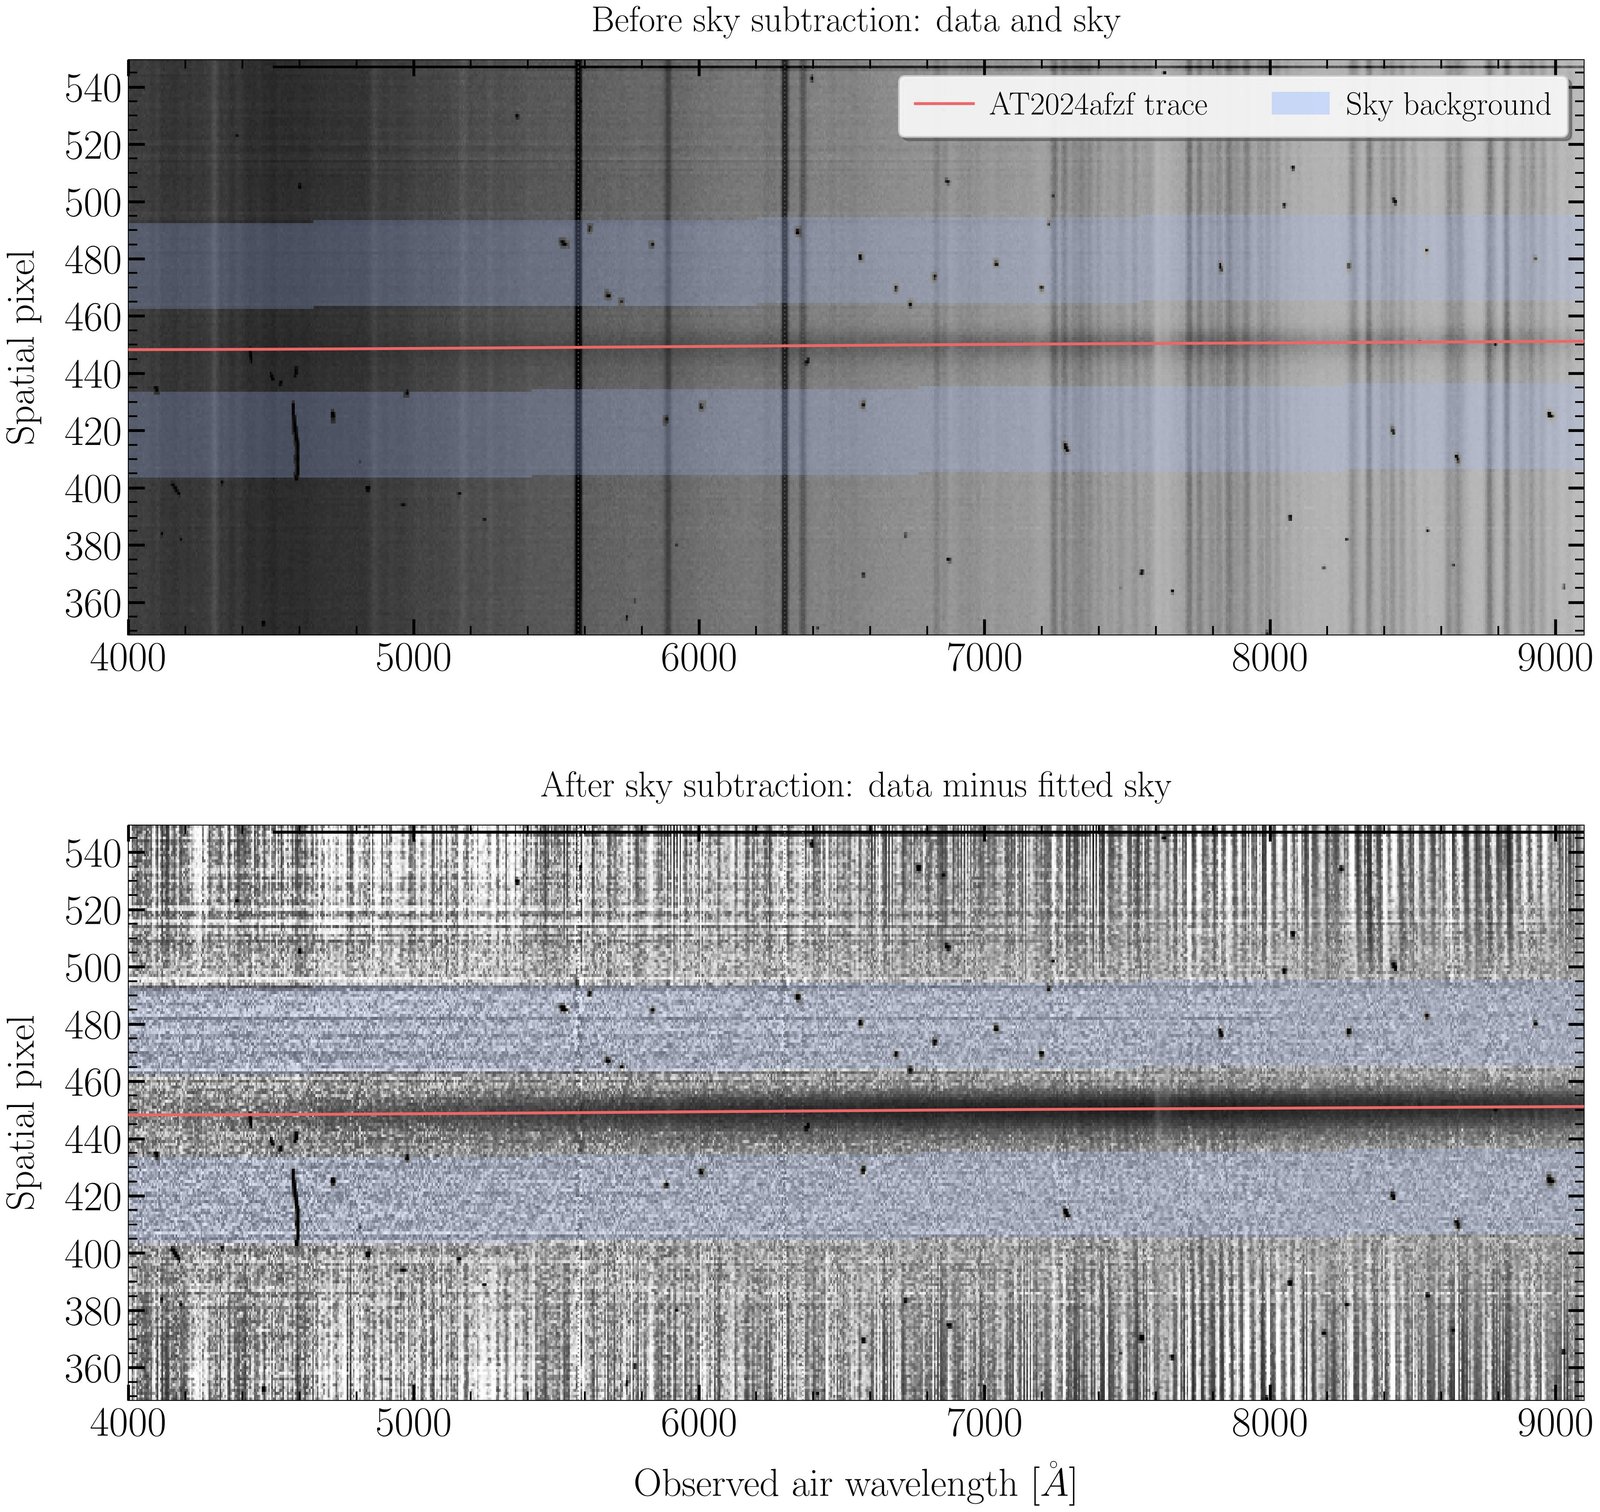 Before sky subtraction: data and sky
AT2024afzf trace
Sky background
540
520
500
480
460
440
420
400
380
360
Spatial pixel
4000 5000 6000 7000 8000 9000
After sky subtraction: data minus fitted sky
540
520
500
480
460
440
420
400
380
360
Spatial pixel
4000 5000 6000 7000 8000 9000
Observed air wavelength [Å]